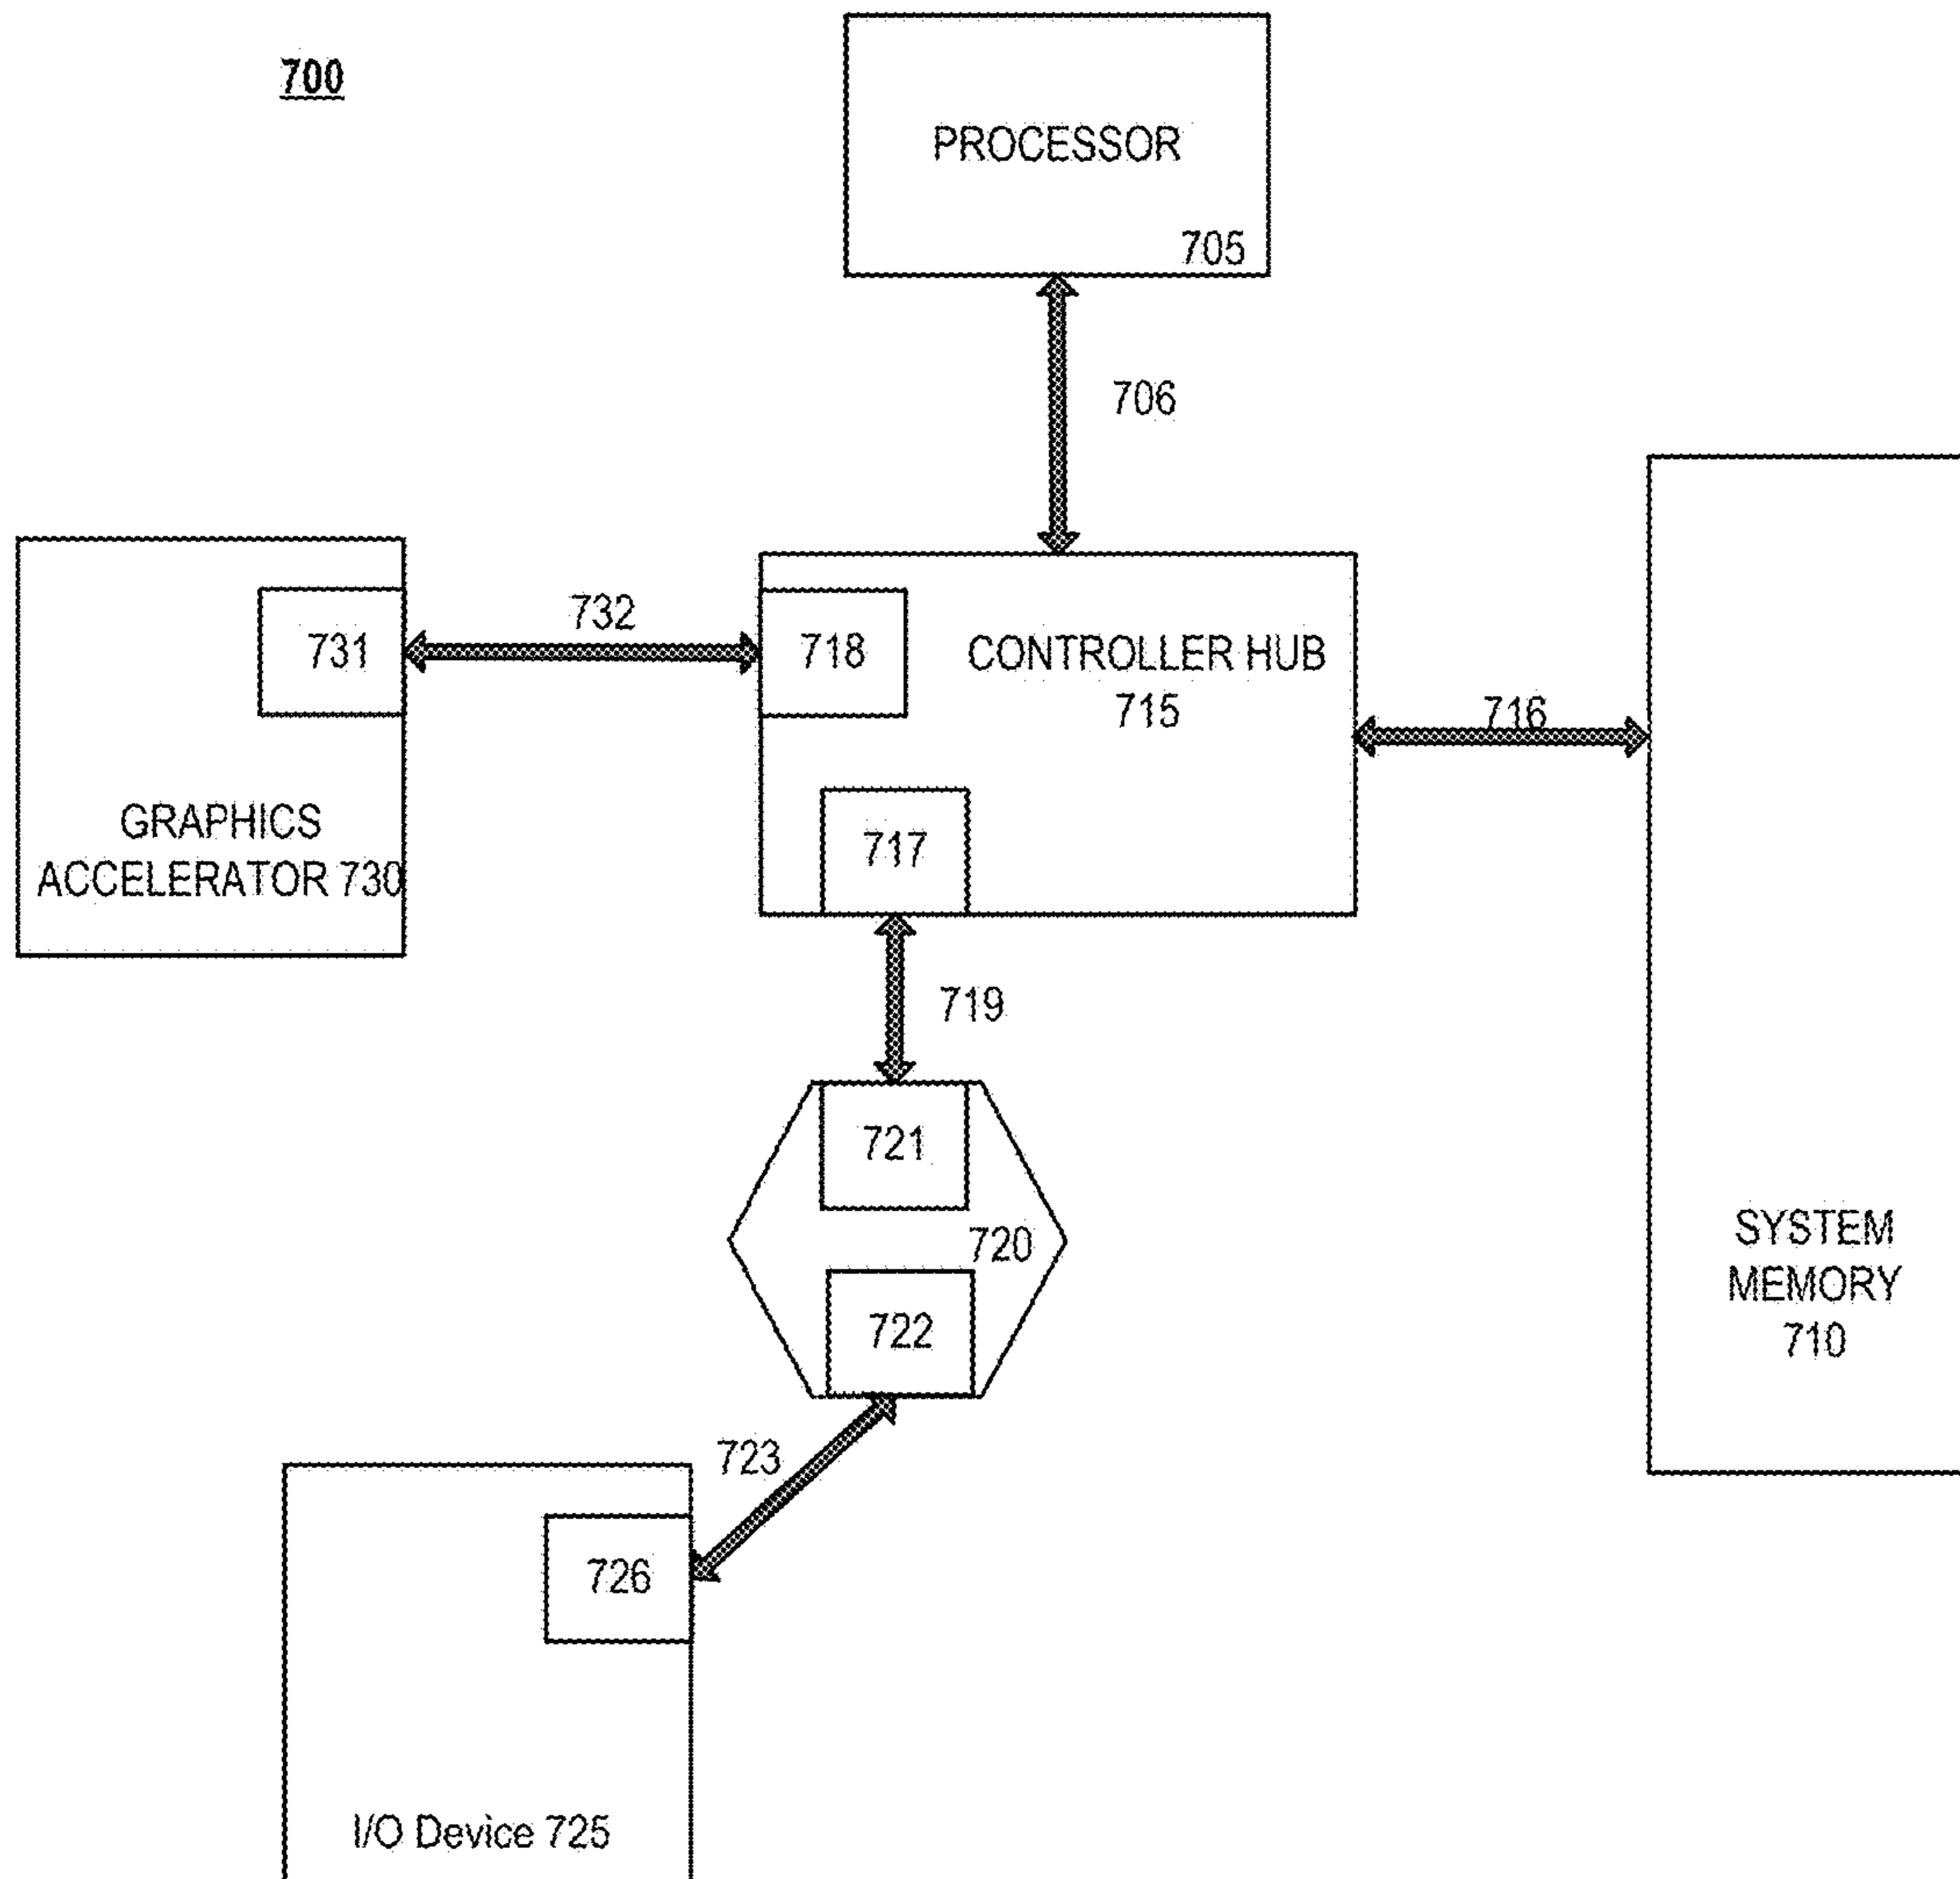 700
PROCESSOR
705
706
732
731
718
CONTROLLER HUB
715
716
GRAPHICS
ACCELERATOR 730
717
719
721
720
722
SYSTEM
MEMORY
710
723
726
I/O Device 725